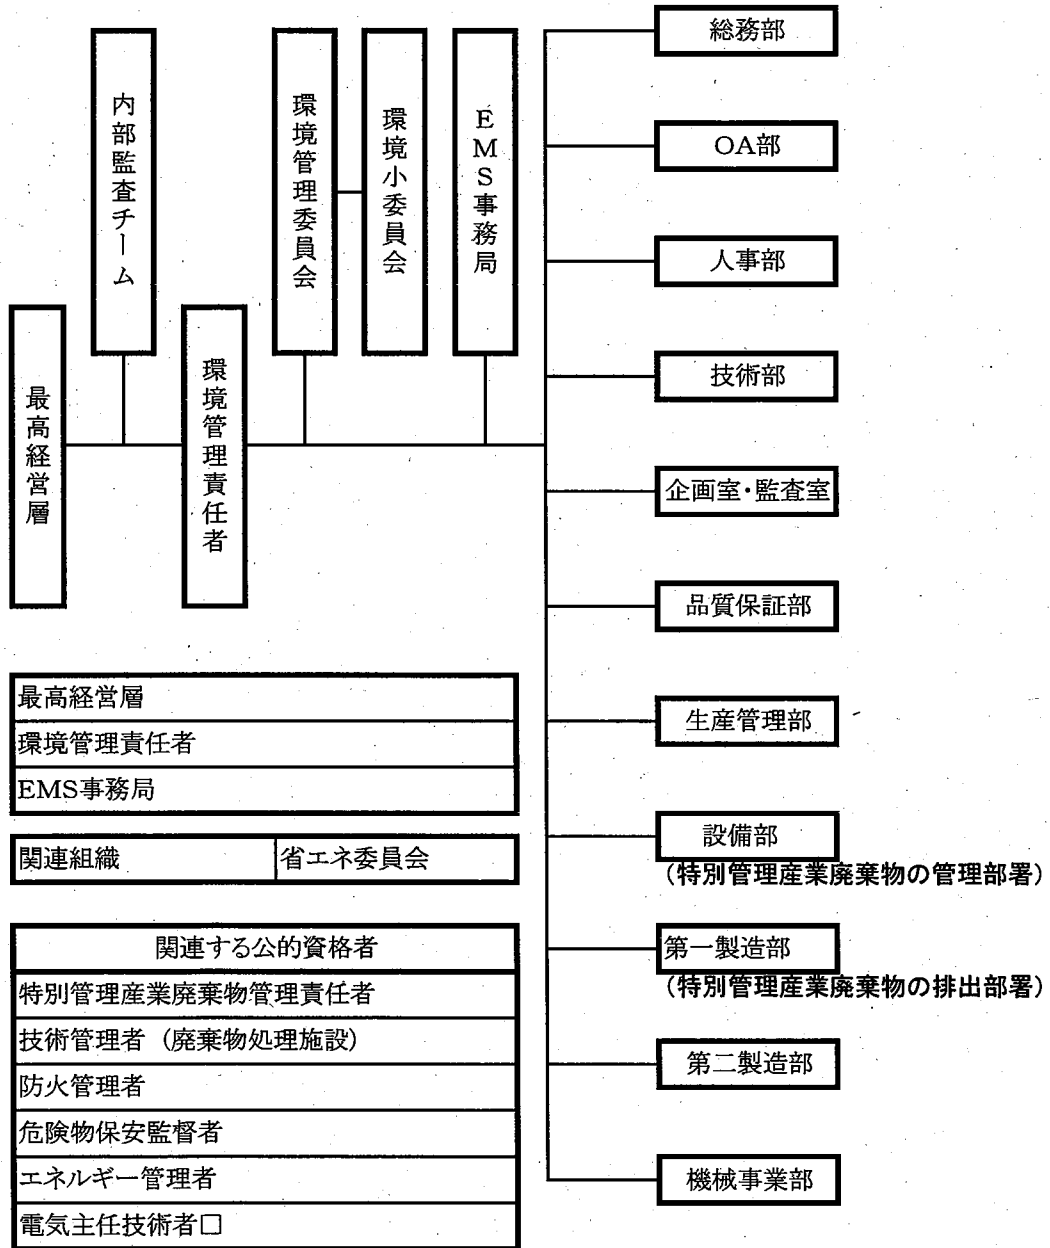 内部監査チーム
環境管理委員会
環境小委員会
EMS事務局
最高経営層
環境管理責任者
総務部
OA部
人事部
技術部
企画室・監査室
品質保証部
生産管理部
設備部
(特別管理産業廃棄物の管理部署)
第一製造部
(特別管理産業廃棄物の排出部署)
第二製造部
機械事業部
最高経営層
環境管理責任者
EMS事務局
関連組織 省エネ委員会
関連する公的資格者
特別管理産業廃棄物管理責任者
技術管理者（廃棄物処理施設）
防火管理者
危険物保安監督者
エネルギー管理者
電気主任技術者□